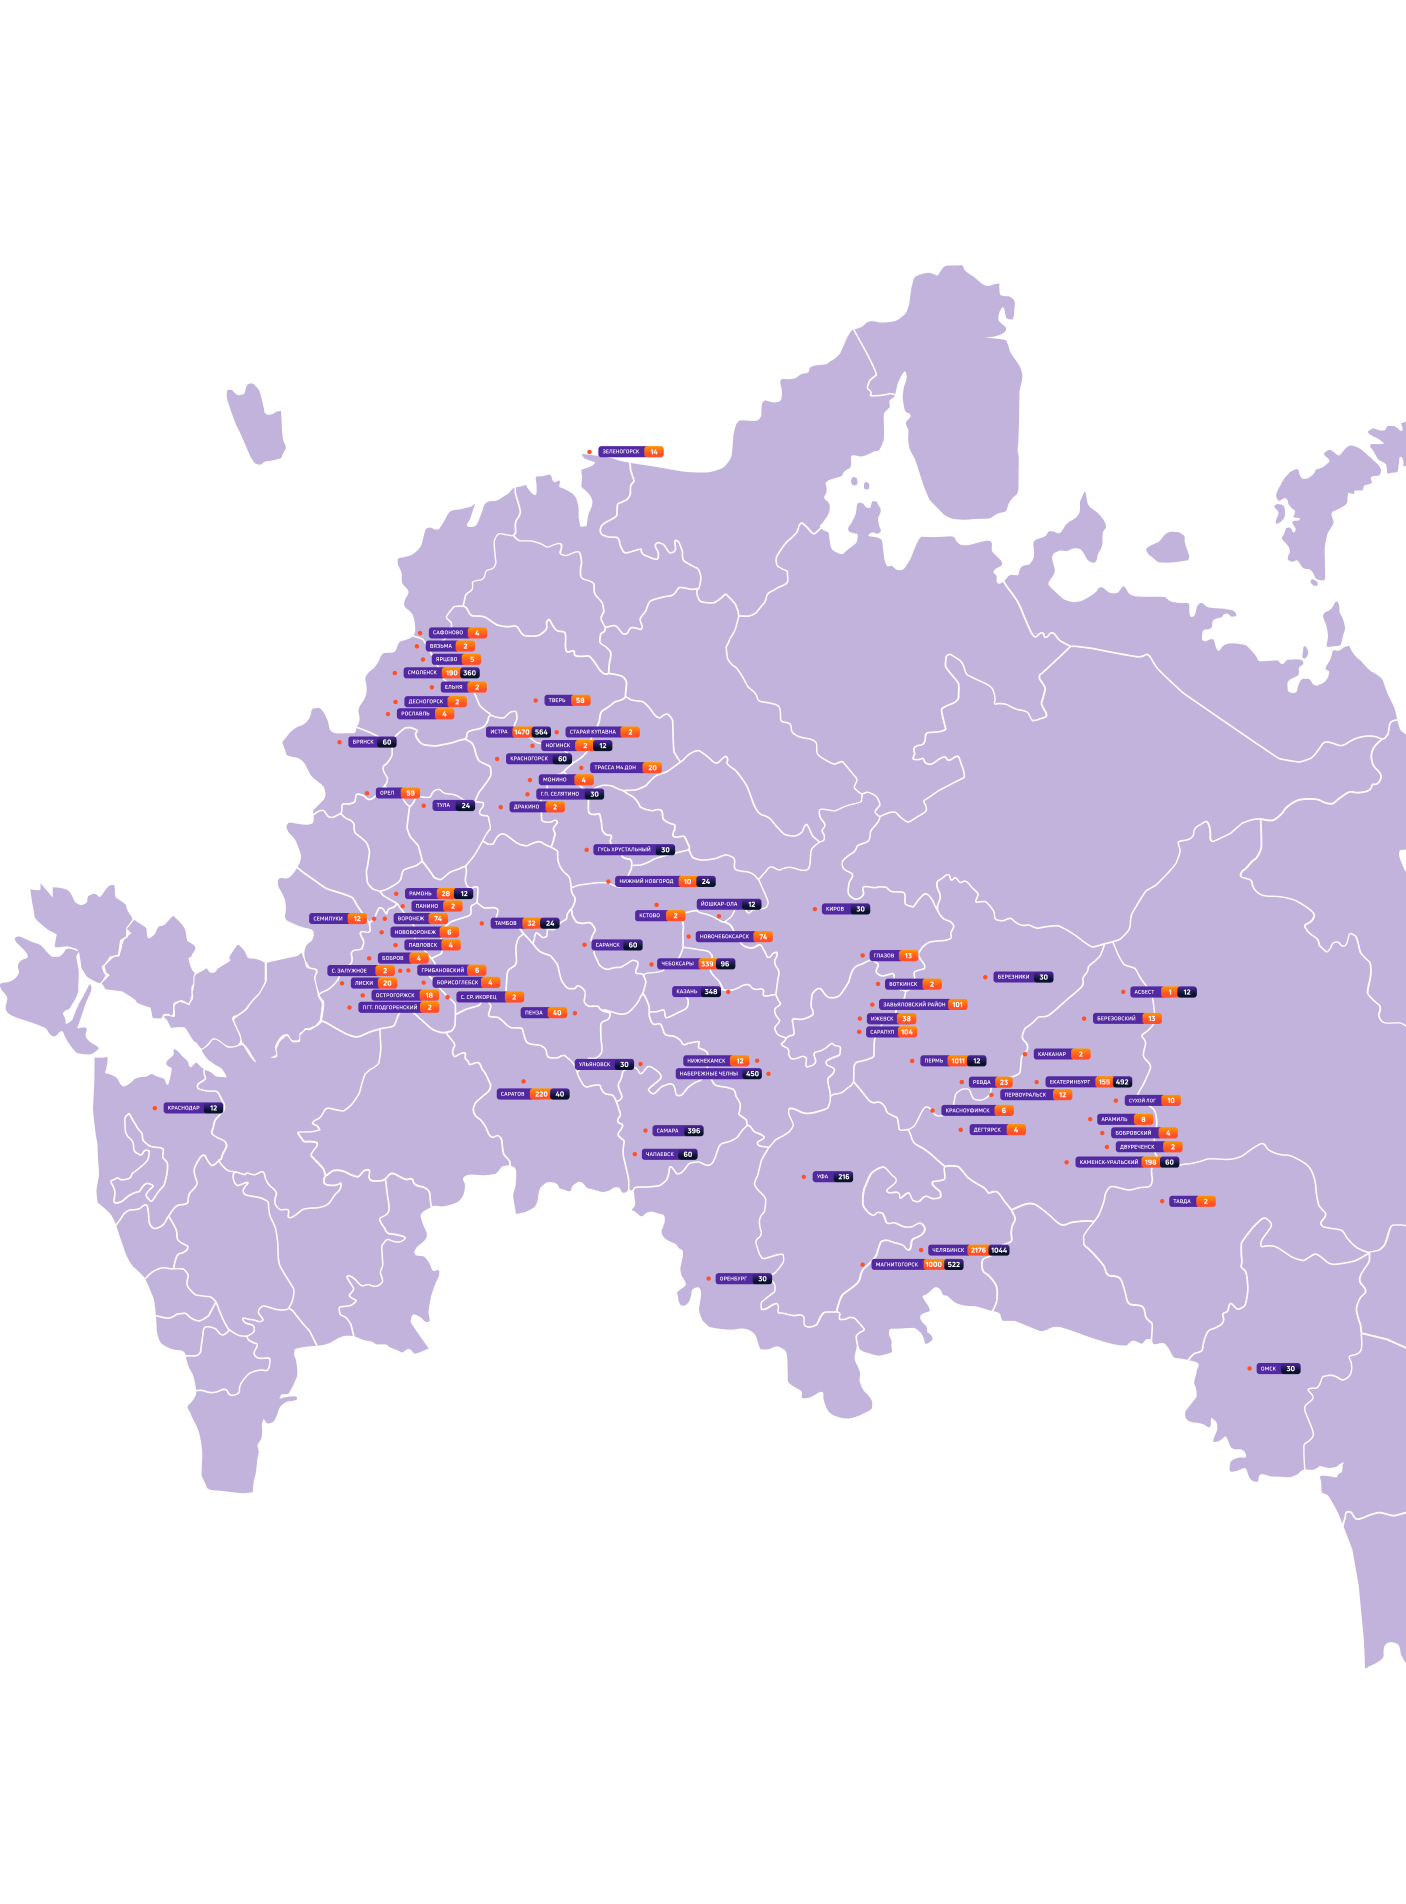 ЗЕЛЕНОГОРСК 14
САФОНОВО 4
ВЯЗЬМА 2
ЯРЦЕВО 5
СМОЛЕНСК 190 360
ЕЛЬНЯ 2
ДЕСНОГОРСК 2
ТВЕРЬ 58
РОСЛАВЛЬ 4
ИСТРА 1470 564
СТАРАЯ КУПАВНА 2
БРЯНСК 60
НОГИНСК 2 12
КРАСНОГОРСК 60
ТРАССА М4 ДОН 20
МОНИНО 4
ОРЕЛ 59
Г.П. СЕЛЯТИНО 30
ТУЛА 24
ДРАКИНО 2
ГУСЬ ХРУСТАЛЬНЫЙ 30
НИЖНИЙ НОВГОРОД 10 24
РАМОНЬ 28 12
ПАНИНО 2
ЙОШКАР-ОЛА 12
КИРОВ 30
СЕМИЛУКИ 12
ВОРОНЕЖ 74
КСТОВО 2
ТАМБОВ 32 24
НОВОВОРОНЕЖ 6
НОВОЧЕБОКСАРСК 74
ПАВЛОВСК 4
САРАНСК 60
БОБРОВ 4
ГЛАЗОВ 13
ЧЕБОКСАРЫ 339 96
С. ЗАЛУЖНОЕ 2
ГРИБАНОВСКИЙ 6
БЕРЕЗНИКИ 30
ЛИСКИ 20
БОРИСОГЛЕБСК 4
ВОТКИНСК 2
КАЗАНЬ 348
АСБЕСТ 1 12
ОСТРОГОРЖСК 18
С. СР. ИКОРЕЦ 2
ЗАВЬЯЛОВСКИЙ РАЙОН 101
ПГТ. ПОДГОРЕНСКИЙ 2
ПЕНЗА 40
ИЖЕВСК 38
БЕРЕЗОВСКИЙ 13
САРАПУЛ 104
КАЧКАНАР 2
УЛЬЯНОВСК 30
НИЖНЕКАМСК 12
ПЕРМЬ 1011 12
НАБЕРЕЖНЫЕ ЧЕЛНЫ 450
РЕВДА 23
ЕКАТЕРИНБУРГ 155 492
САРАТОВ 220 40
ПЕРВОУРАЛЬСК 12
СУХОЙ ЛОГ 10
КРАСНОДАР 12
КРАСНОУФИМСК 6
АРАМИЛЬ 8
САМАРА 396
ДЕГТЯРСК 4
БОБРОВСКИЙ 4
ДВУРЕЧЕНСК 2
ЧАПАЕВСК 60
КАМЕНСК-УРАЛЬСКИЙ 198 60
УФА 216
ТАВДА 2
ЧЕЛЯБИНСК 2176 1044
МАГНИТОГОРСК 1000 522
ОРЕНБУРГ 30
ОМСК 30